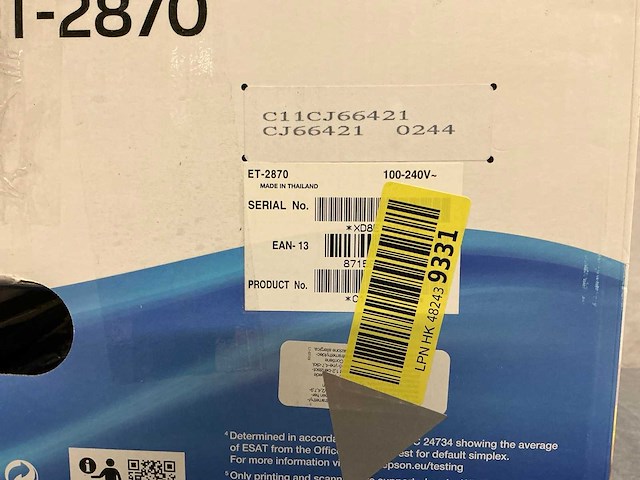 T-2870
C11CJ66421
CJ66421 0244
ET-2870 100-240V~
MADE IN THAILAND
SERIAL No.
*XD8
EAN-13
871
PRODUCT No.
*C
LPN HK 48243 9331
4 Determined in accorda C 24734 showing the average
of ESAT from the Offic est for default simplex.
For more information vi epson.eu/testing
5 Only printing and scann